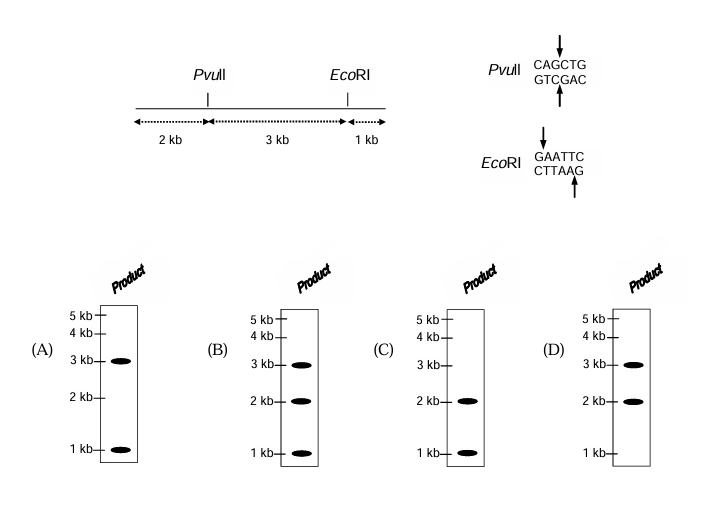 PvuII
EcoRI
2 kb
3 kb
1 kb
PvuII
CAGCTG
GTCGAC
EcoRI
GAATTC
CTTAAG
(A)
Product
5 kb
4 kb
3 kb
2 kb
1 kb
(B)
Product
5 kb
4 kb
3 kb
2 kb
1 kb
(C)
Product
5 kb
4 kb
3 kb
2 kb
1 kb
(D)
Product
5 kb
4 kb
3 kb
2 kb
1 kb